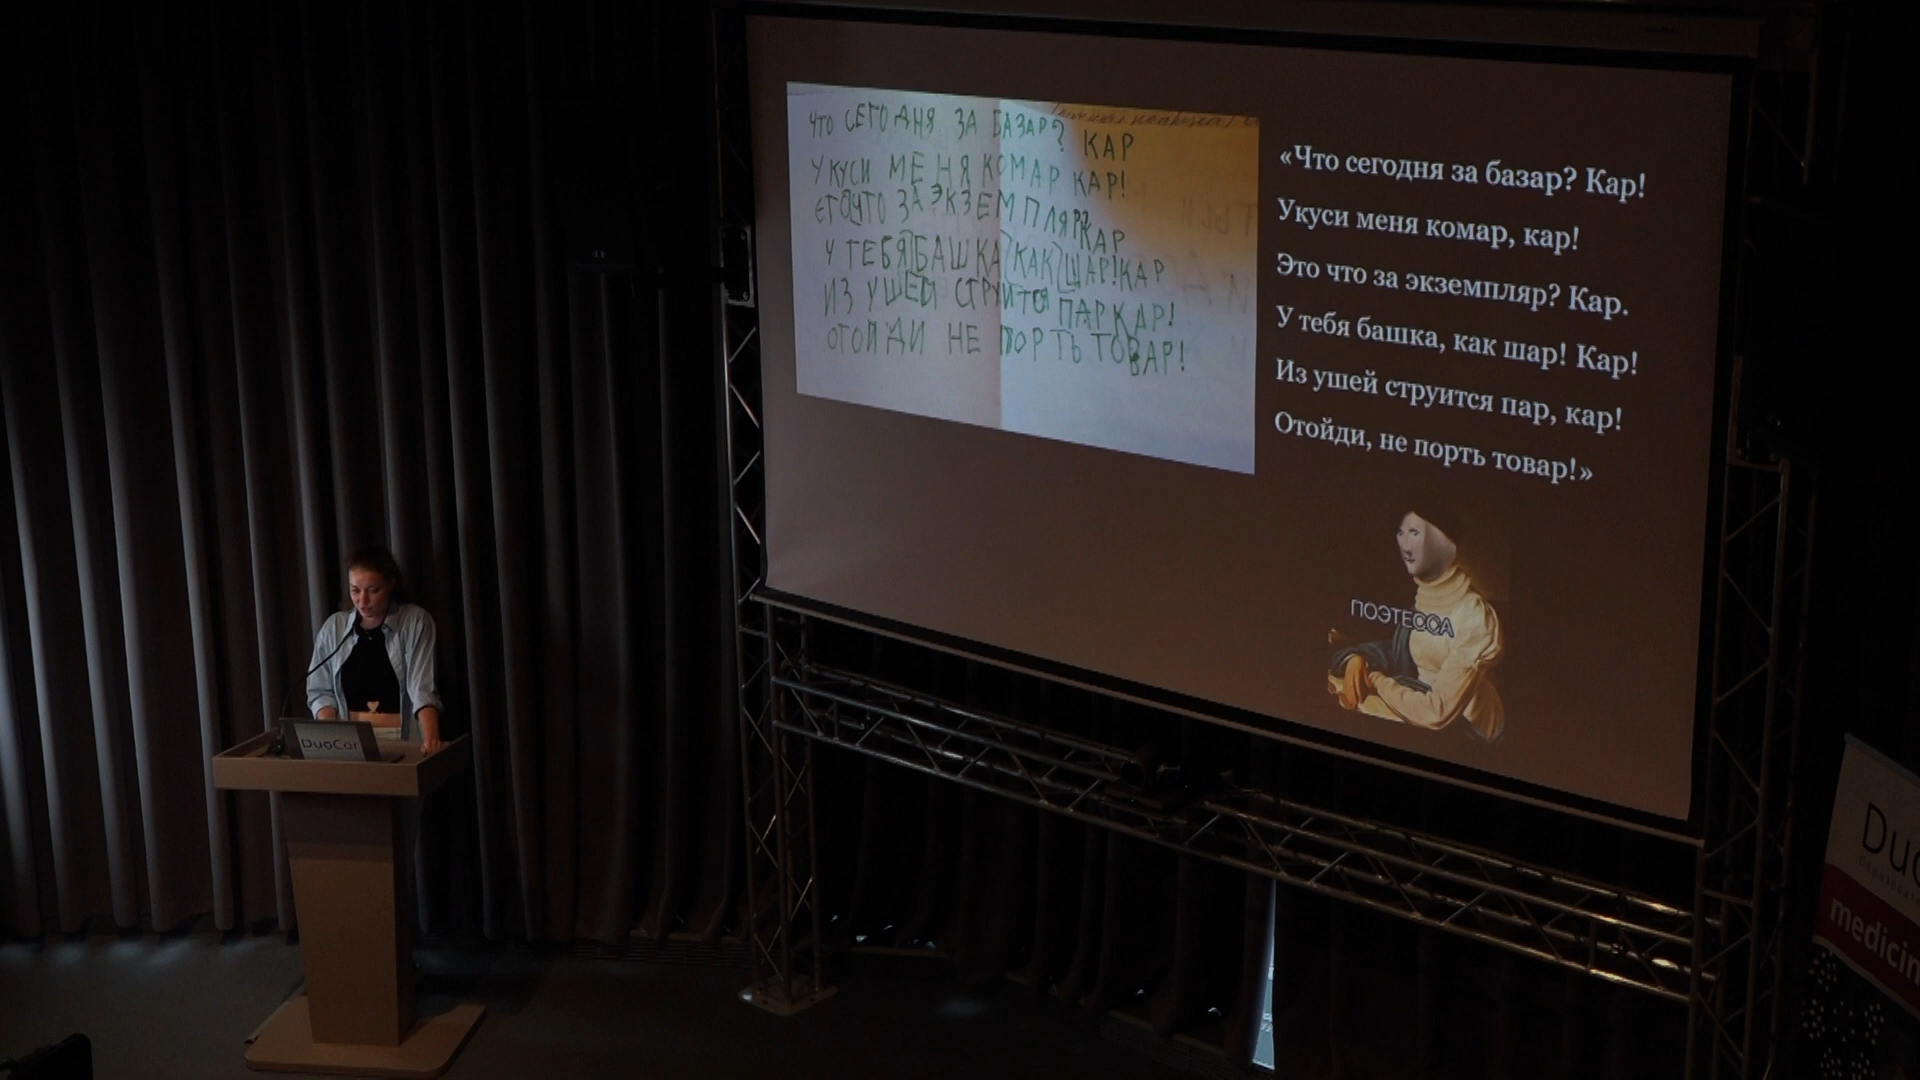 ЧТО СЕГОДНЯ ЗА БАЗАР? КАР
УКУСИ МЕНЯ КОМАР КАР!
ЕТО ЧТО ЗА ЭКЗЕМПЛЯР? КАР
У ТЕБЯ БАШКА КАК ШАР! КАР
ИЗ УШЕЙ СТРУИТСЯ ПАР КАР!
ОТОЙДИ НЕ ПОРТЬ ТОВАР!
«Что сегодня за базар? Кар!
Укуси меня комар, кар!
Это что за экземпляр? Кар.
У тебя башка, как шар! Кар!
Из ушей струится пар, кар!
Отойди, не порть товар!»
ПОЭТЕССА
DuoCor
Duo
medicin